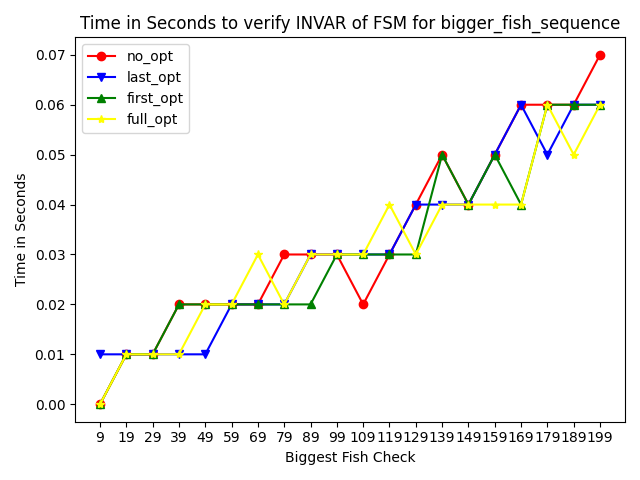 Time in Seconds to verify INVAR of FSM for bigger_fish_sequence
no_opt
last_opt
first_opt
full_opt
Time in Seconds
0.07
0.06
0.05
0.04
0.03
0.02
0.01
0.00
9 19 29 39 49 59 69 79 89 99 109 119 129 139 149 159 169 179 189 199
Biggest Fish Check